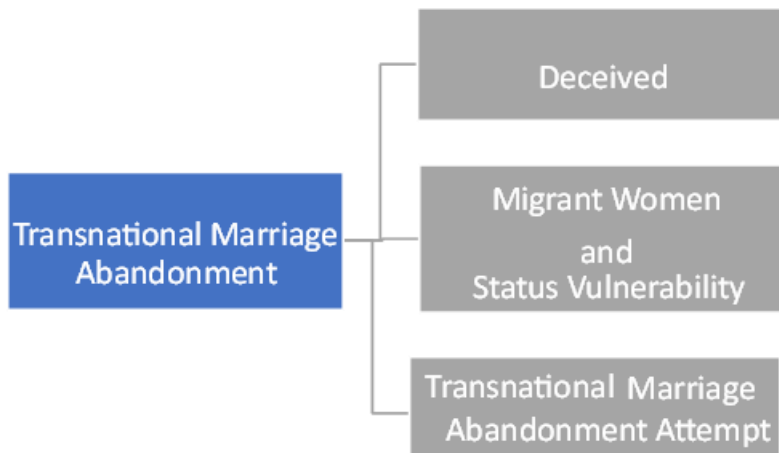 Deceived
Transnational Marriage
Abandonment
Migrant Women
and
Status Vulnerability
Transnational Marriage
Abandonment Attempt